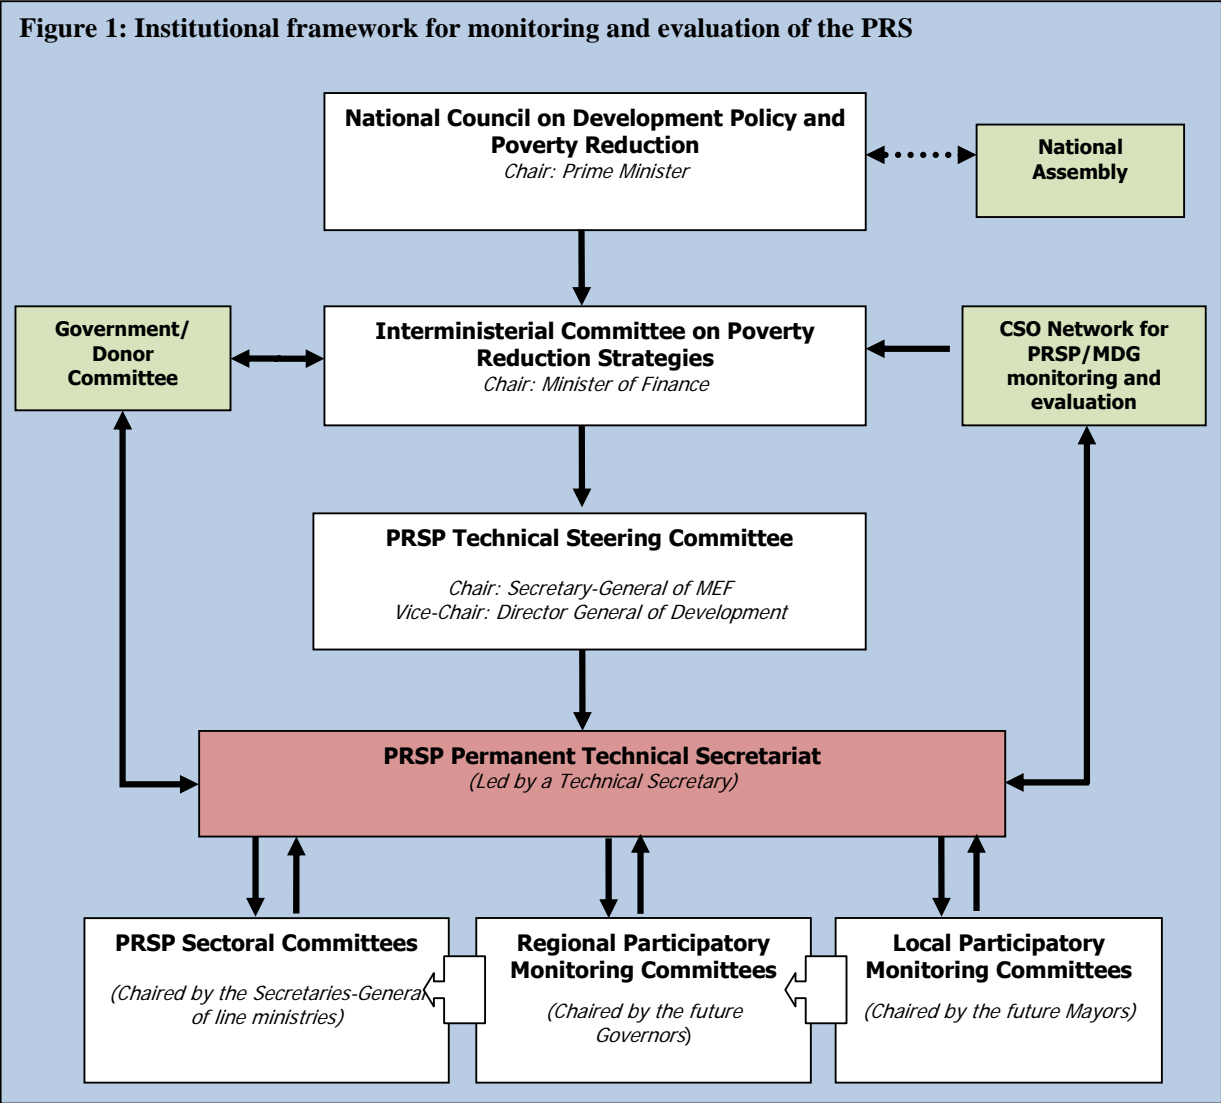 Figure 1: Institutional framework for monitoring and evaluation of the PRS
National Council on Development Policy and
Poverty Reduction
Chair: Prime Minister
National
Assembly
Government/
Donor
Committee
Interministerial Committee on Poverty
Reduction Strategies
Chair: Minister of Finance
CSO Network for
PRSP/MDG
monitoring and
evaluation
PRSP Technical Steering Committee
Chair: Secretary-General of MEF
Vice-Chair: Director General of Development
PRSP Permanent Technical Secretariat
(Led by a Technical Secretary)
PRSP Sectoral Committees
(Chaired by the Secretaries-General
of line ministries)
Regional Participatory
Monitoring Committees
(Chaired by the future
Governors)
Local Participatory
Monitoring Committees
(Chaired by the future Mayors)